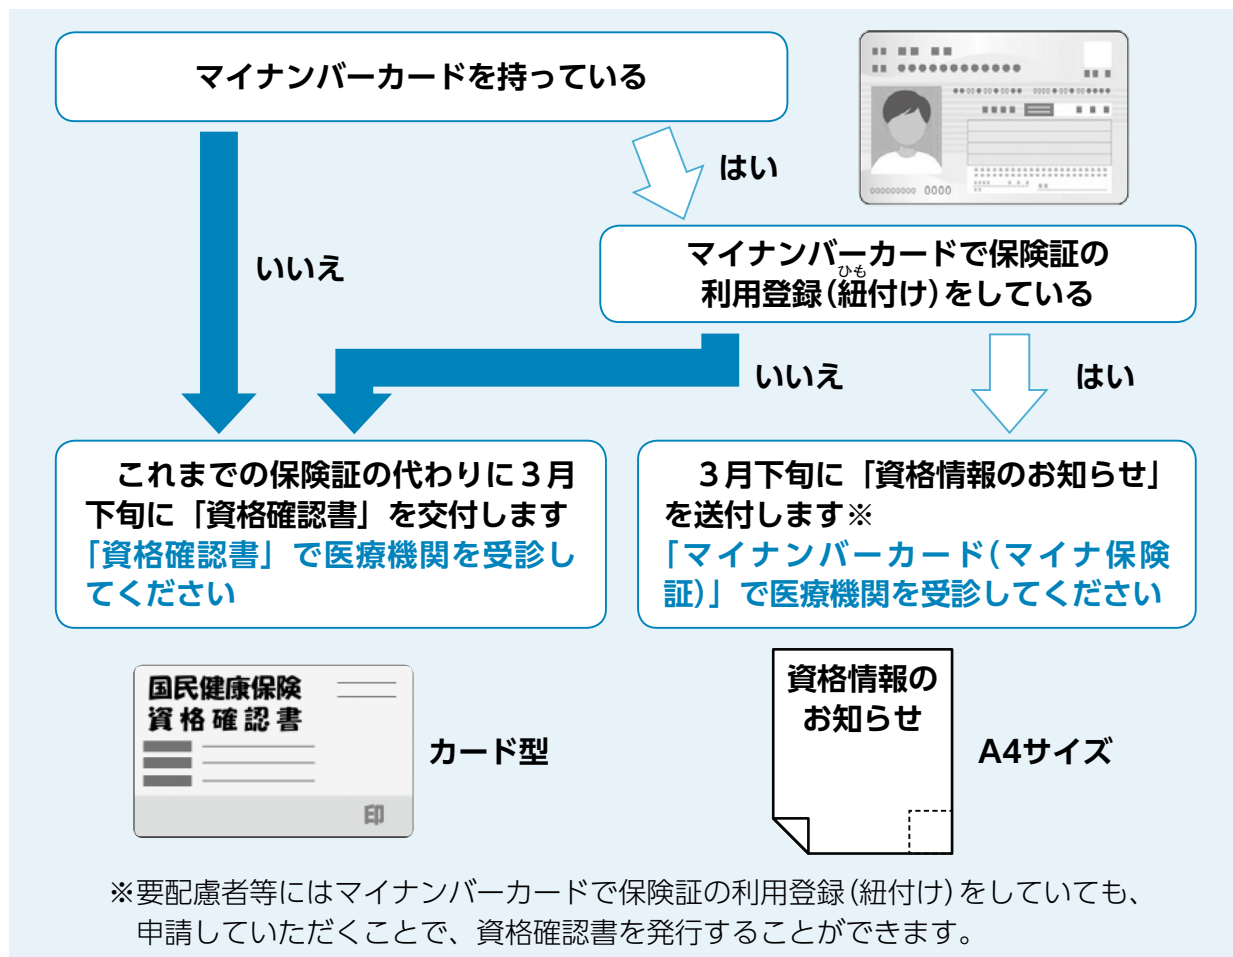 マイナンバーカードを持っている
はい
いいえ
マイナンバーカードで保険証の
ひも
利用登録(紐付け)をしている
いいえ
はい
これまでの保険証の代わりに３月
下旬に「資格確認書」を交付します
「資格確認書」で医療機関を受診し
てください
３月下旬に「資格情報のお知らせ」
を送付します※
「マイナンバーカード(マイナ保険
証)」で医療機関を受診してください
国民健康保険
資格確認書
印
カード型
資格情報の
お知らせ
A4サイズ
※要配慮者等にはマイナンバーカードで保険証の利用登録(紐付け)をしていても、
申請していただくことで、資格確認書を発行することができます。